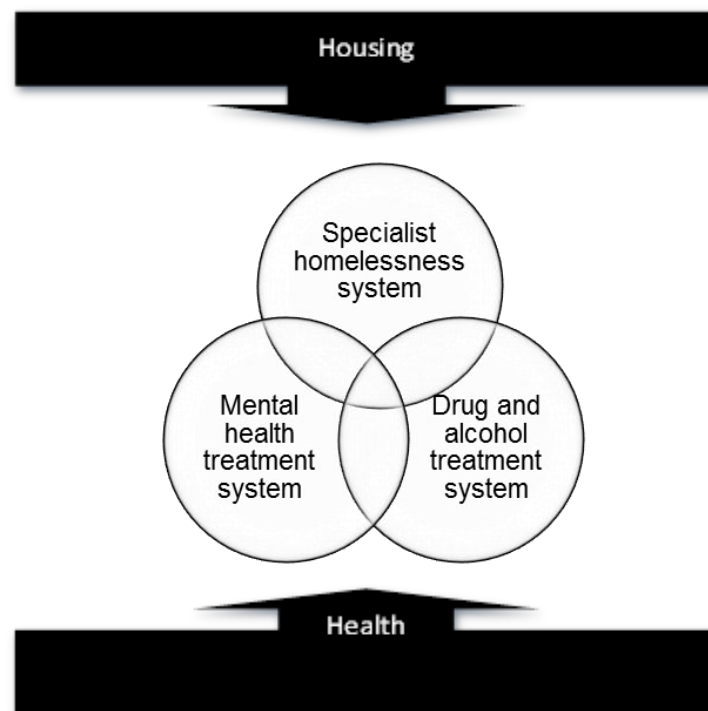 Housing
Specialist
homelessness
system
Mental
health
treatment
system
Drug and
alcohol
treatment
system
Health